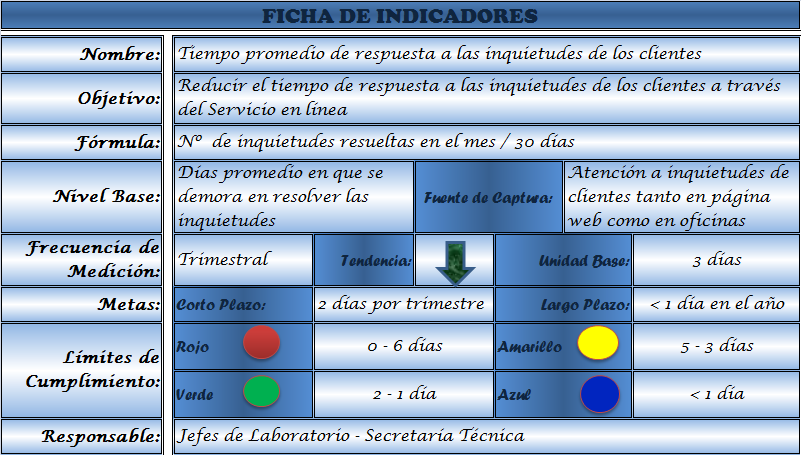 FICHA DE INDICADORES
Nombre: Tiempo promedio de respuesta a las inquietudes de los clientes
Objetivo: Reducir el tiempo de respuesta a las inquietudes de los clientes a través
del Servicio en línea
Fórmula: Nº de inquietudes resueltas en el mes / 30 días
Nivel Base: Días promedio en que se
demora en resolver las
inquietudes
Fuente de Captura: Atención a inquietudes de
clientes tanto en página
web como en oficinas
Frecuencia de
Medición: Trimestral Tendencia: Unidad Base: 3 días
Metas: Corto Plazo: 2 días por trimestre Largo Plazo: < 1 día en el año
Límites de
Cumplimiento:
Rojo 0 - 6 días Amarillo 5 - 3 días
Verde 2 - 1 día Azul < 1 día
Responsable: Jefes de Laboratorio - Secretaría Técnica